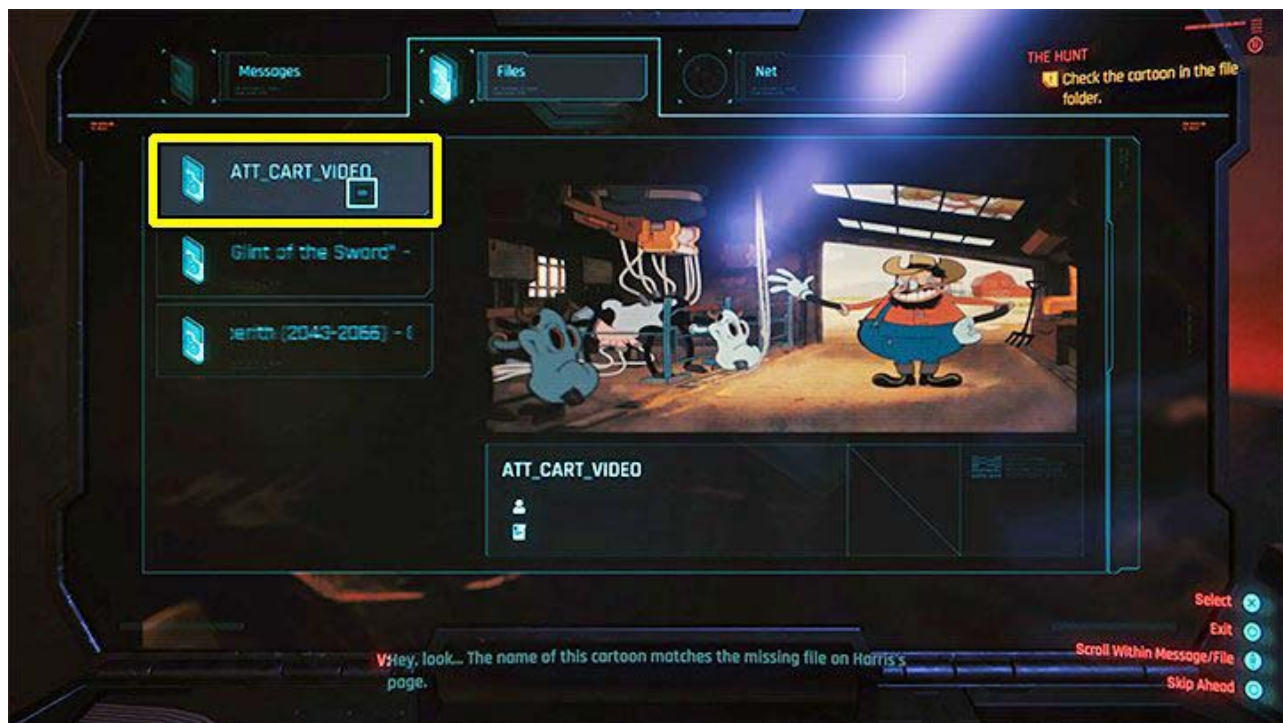 Messages
Files
Net
THE HUNT
Check the cartoon in the file
folder.
ATT_CART_VIDEO
Glint of the Sword" -
(2043-2066) -
ATT_CART_VIDEO
V: Hey, look... The name of this cartoon matches the missing file on Harris's
page.
Select
Exit
Scroll Within Message/File
Skip Ahead